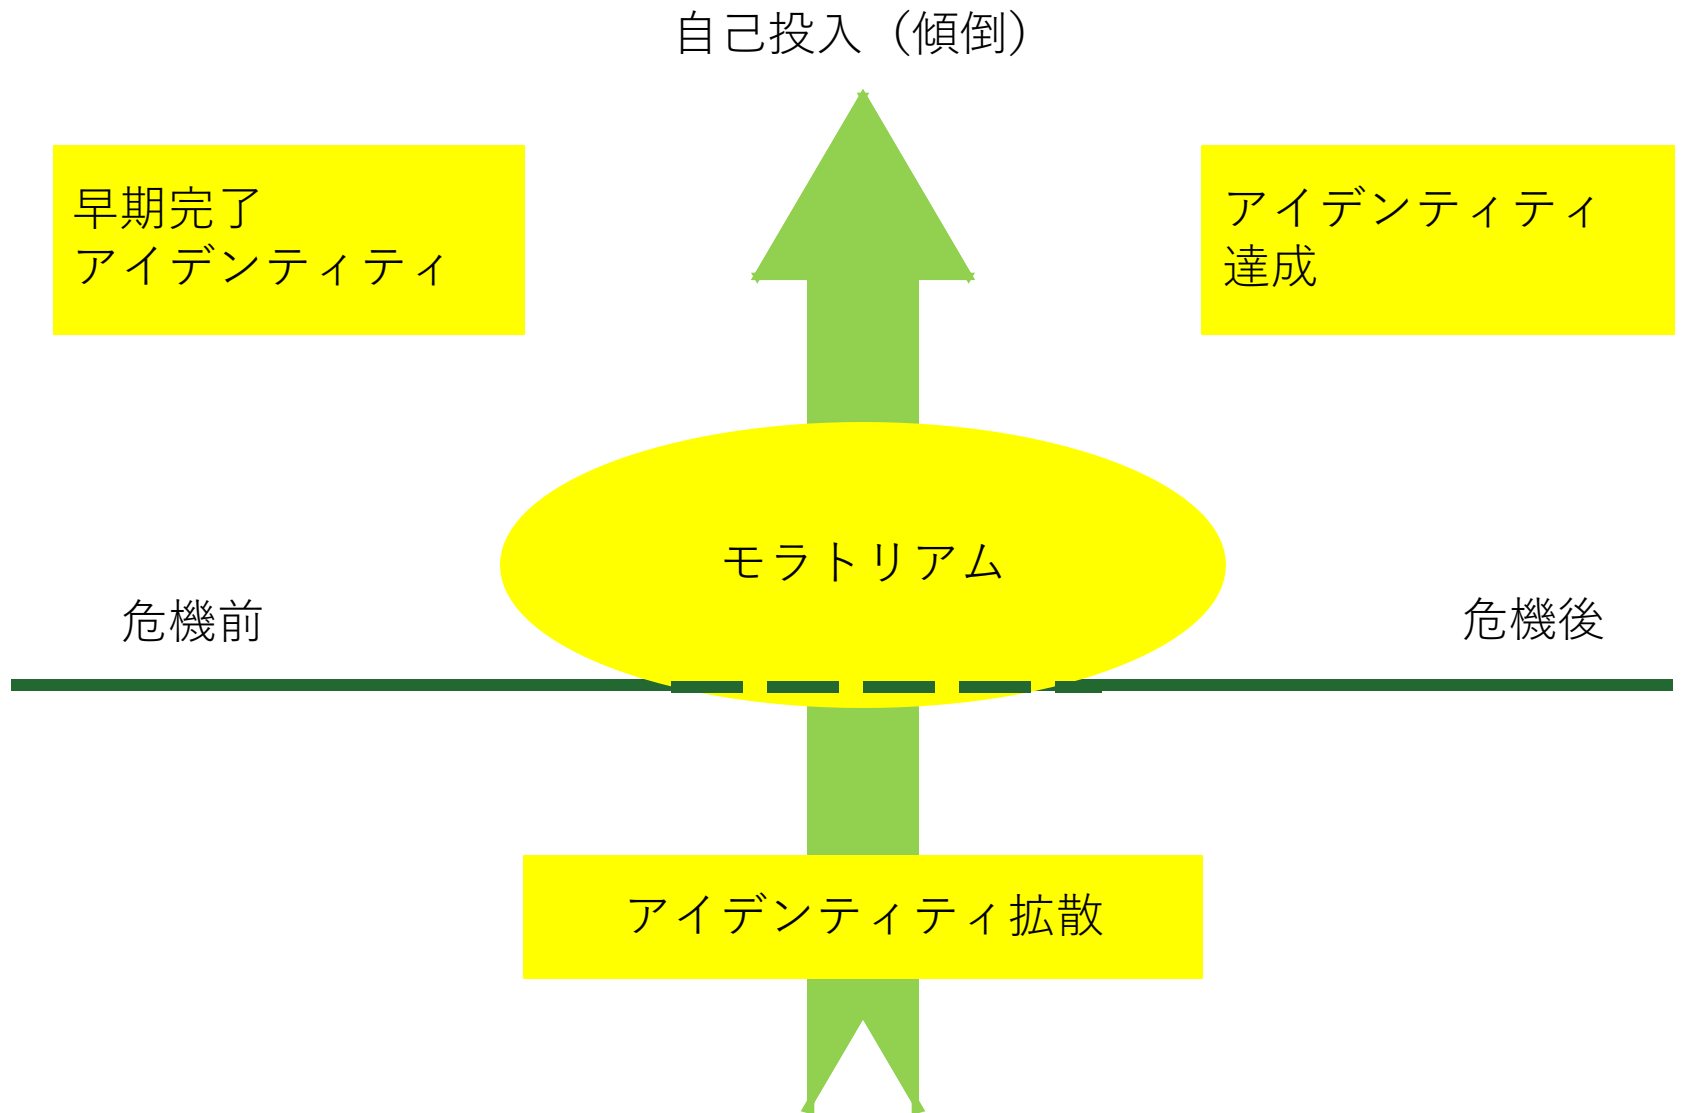 自己投入（傾倒）
早期完了
アイデンティティ
アイデンティティ
達成
モラトリアム
危機前
危機後
アイデンティティ拡散